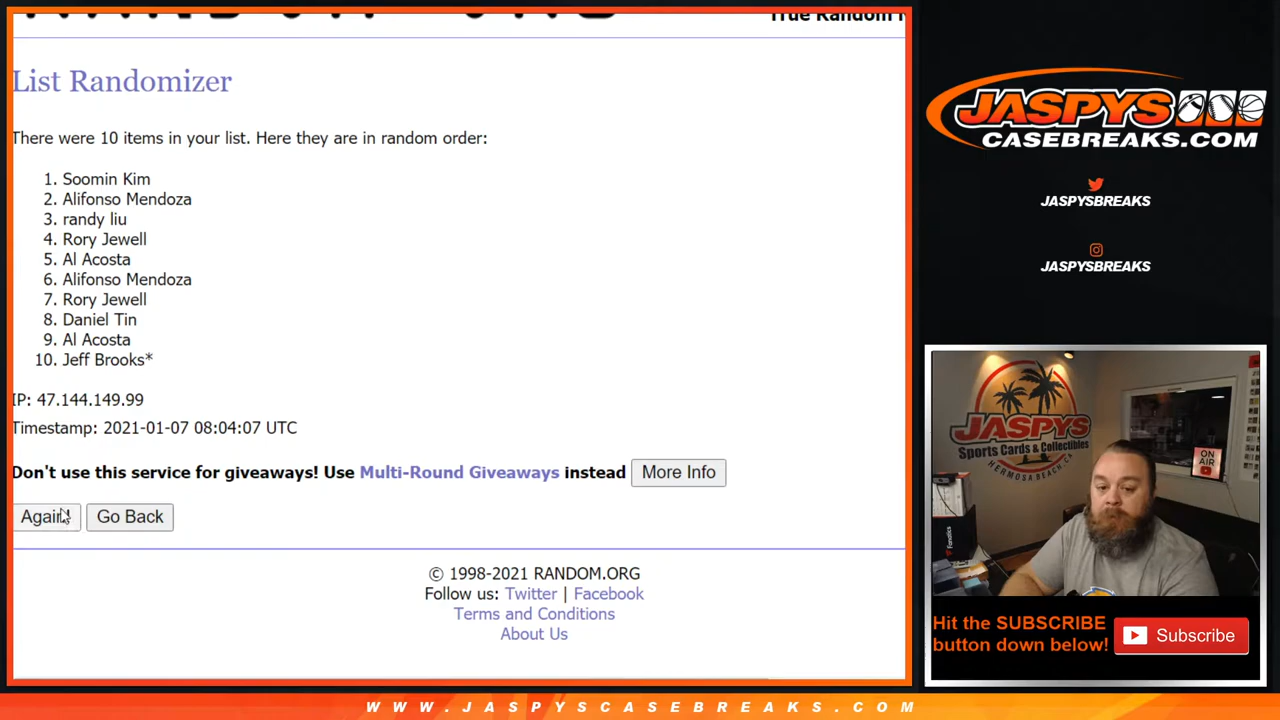 List Randomizer
There were 10 items in your list. Here they are in random order:
1. Soomin Kim
2. Alifonso Mendoza
3. randy liu
4. Rory Jewell
5. Al Acosta
6. Alifonso Mendoza
7. Rory Jewell
8. Daniel Tin
9. Al Acosta
10. Jeff Brooks*
IP: 47.144.149.99
Timestamp: 2021-01-07 08:04:07 UTC
Don't use this service for giveaways! Use Multi-Round Giveaways instead More Info
Again! Go Back
© 1998-2021 RANDOM.ORG
Follow us: Twitter | Facebook
Terms and Conditions
About Us
JASPYS
CASEBREAKS.COM
JASPYSBREAKS
JASPYSBREAKS
JASPYS
Sports Cards & Collectibles
HERMOSA BEACH, CA
ON
AIR
Fanatics
Hit the SUBSCRIBE
button down below!
Subscribe
WWW.JASPYSCASEBREAKS.COM